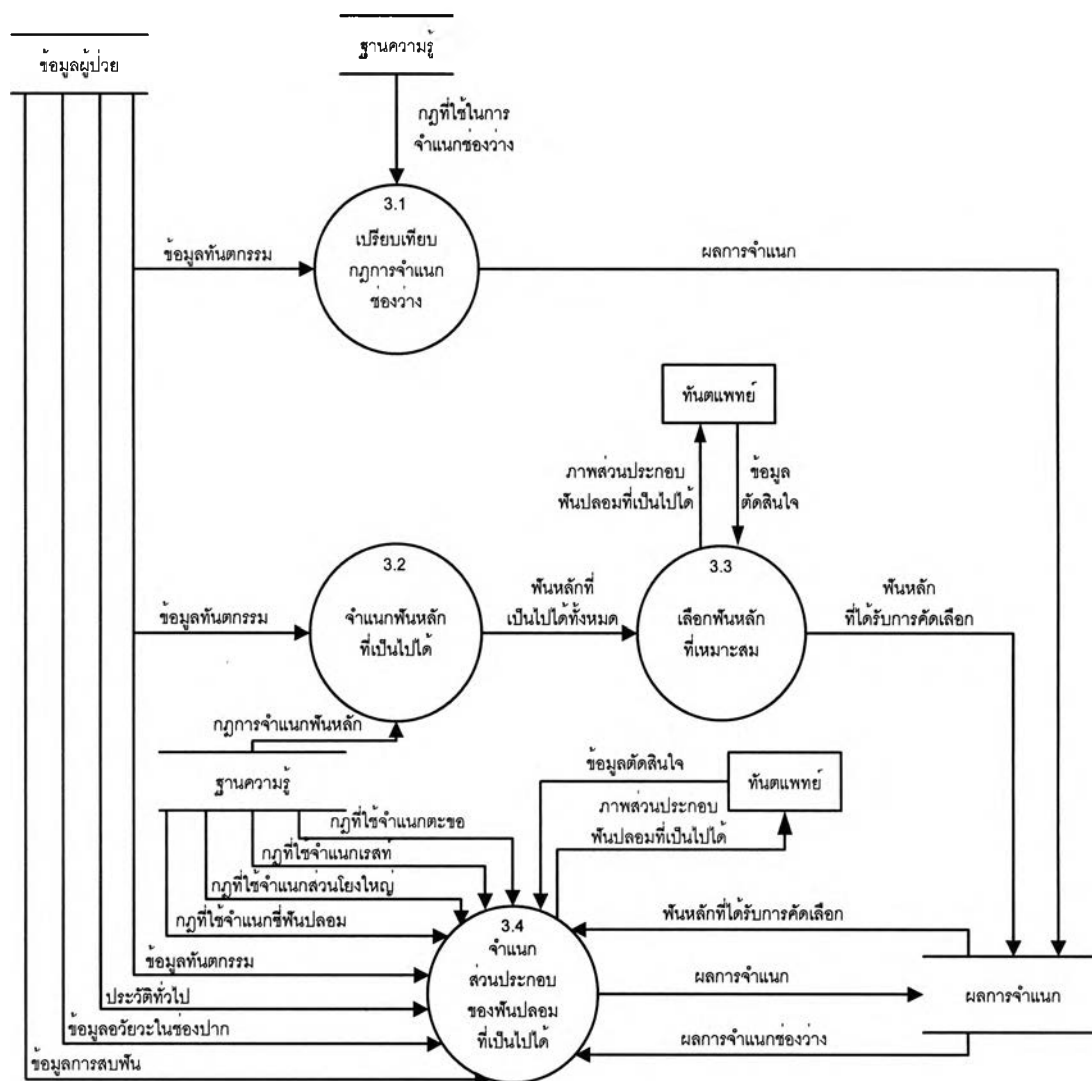 ฐานความรู้
ข้อมูลผู้ป่วย
กฎที่ใช้ในการ
จำแนกช่องว่าง
3.1
เปรียบเทียบ
กฎการจำแนก
ช่องว่าง
ข้อมูลทันตกรรม
ผลการจำแนก
ทันตแพทย์
ภาพส่วนประกอบ
ฟันปลอมที่เป็นไปได้
ข้อมูล
ตัดสินใจ
3.2
จำแนกฟันหลัก
ที่เป็นไปได้
ข้อมูลทันตกรรม
ฟันหลักที่
เป็นไปได้ทั้งหมด
3.3
เลือกฟันหลัก
ที่เหมาะสม
ฟันหลัก
ที่ได้รับการคัดเลือก
กฎการจำแนกฟันหลัก
ฐานความรู้
ข้อมูลตัดสินใจ
ทันตแพทย์
ภาพส่วนประกอบ
ฟันปลอมที่เป็นไปได้
กฎที่ใช้จำแนกตะขอ
กฎที่ใช้จำแนกเรสท์
กฎที่ใช้จำแนกส่วนโยงใหญ่
กฎที่ใช้จำแนกซี่ฟันปลอม
ข้อมูลทันตกรรม
ประวัติทั่วไป
ข้อมูลอวัยวะในช่องปาก
ข้อมูลการสบฟัน
3.4
จำแนก
ส่วนประกอบ
ของฟันปลอม
ที่เป็นไปได้
ฟันหลักที่ได้รับการคัดเลือก
ผลการจำแนก
ผลการจำแนกช่องว่าง
ผลการจำแนก